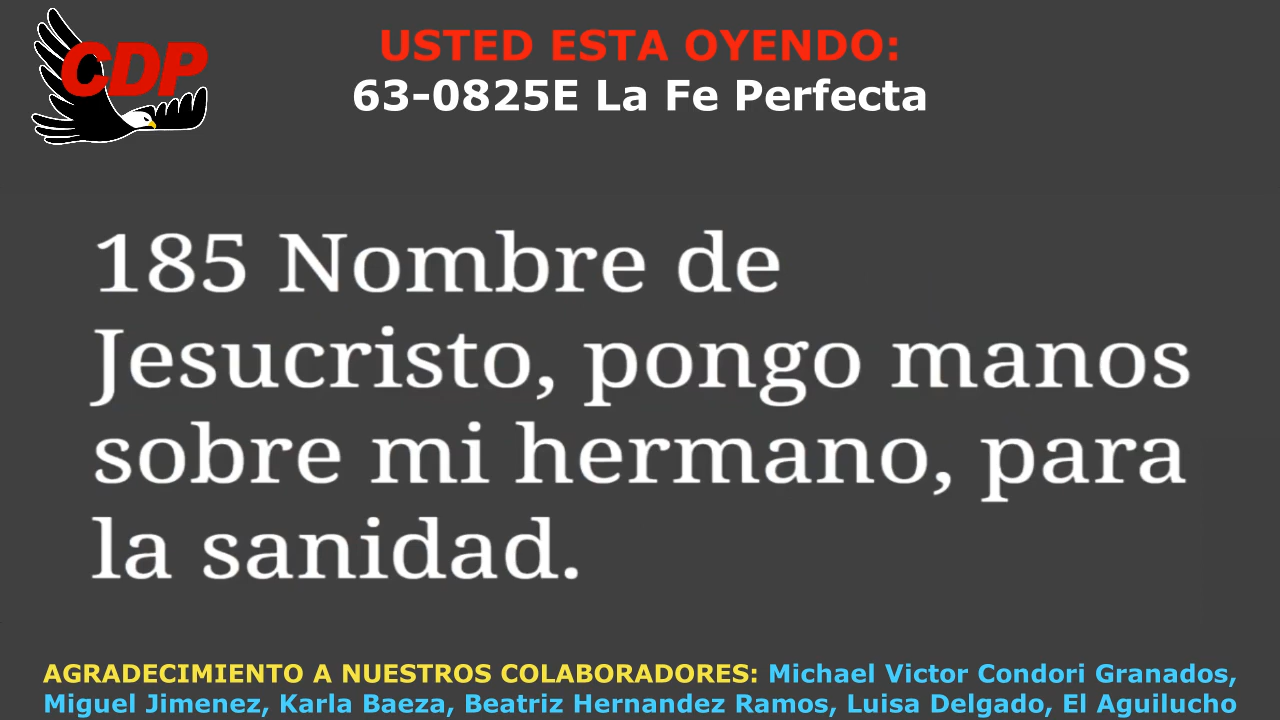 CDP
USTED ESTA OYENDO:
63-0825E La Fe Perfecta
185 Nombre de
Jesucristo, pongo manos
sobre mi hermano, para
la sanidad.
AGRADECIMIENTO A NUESTROS COLABORADORES: Michael Victor Condori Granados,
Miguel Jimenez, Karla Baeza, Beatriz Hernandez Ramos, Luisa Delgado, El Aguilucho